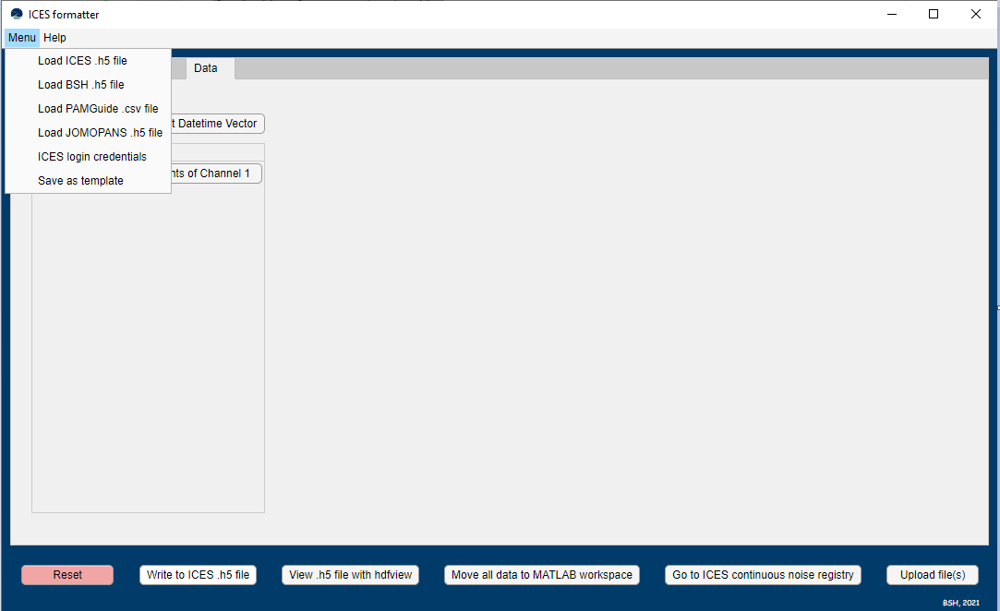 ICES formatter
Menu Help
Load ICES .h5 file
Load BSH .h5 file
Load PAMGuide .csv file
Load JOMOPANS .h5 file
ICES login credentials
Save as template
Data
t Datetime Vector
nts of Channel 1
Reset
Write to ICES .h5 file
View .h5 file with hdfview
Move all data to MATLAB workspace
Go to ICES continuous noise registry
Upload file(s)
BSH, 2021